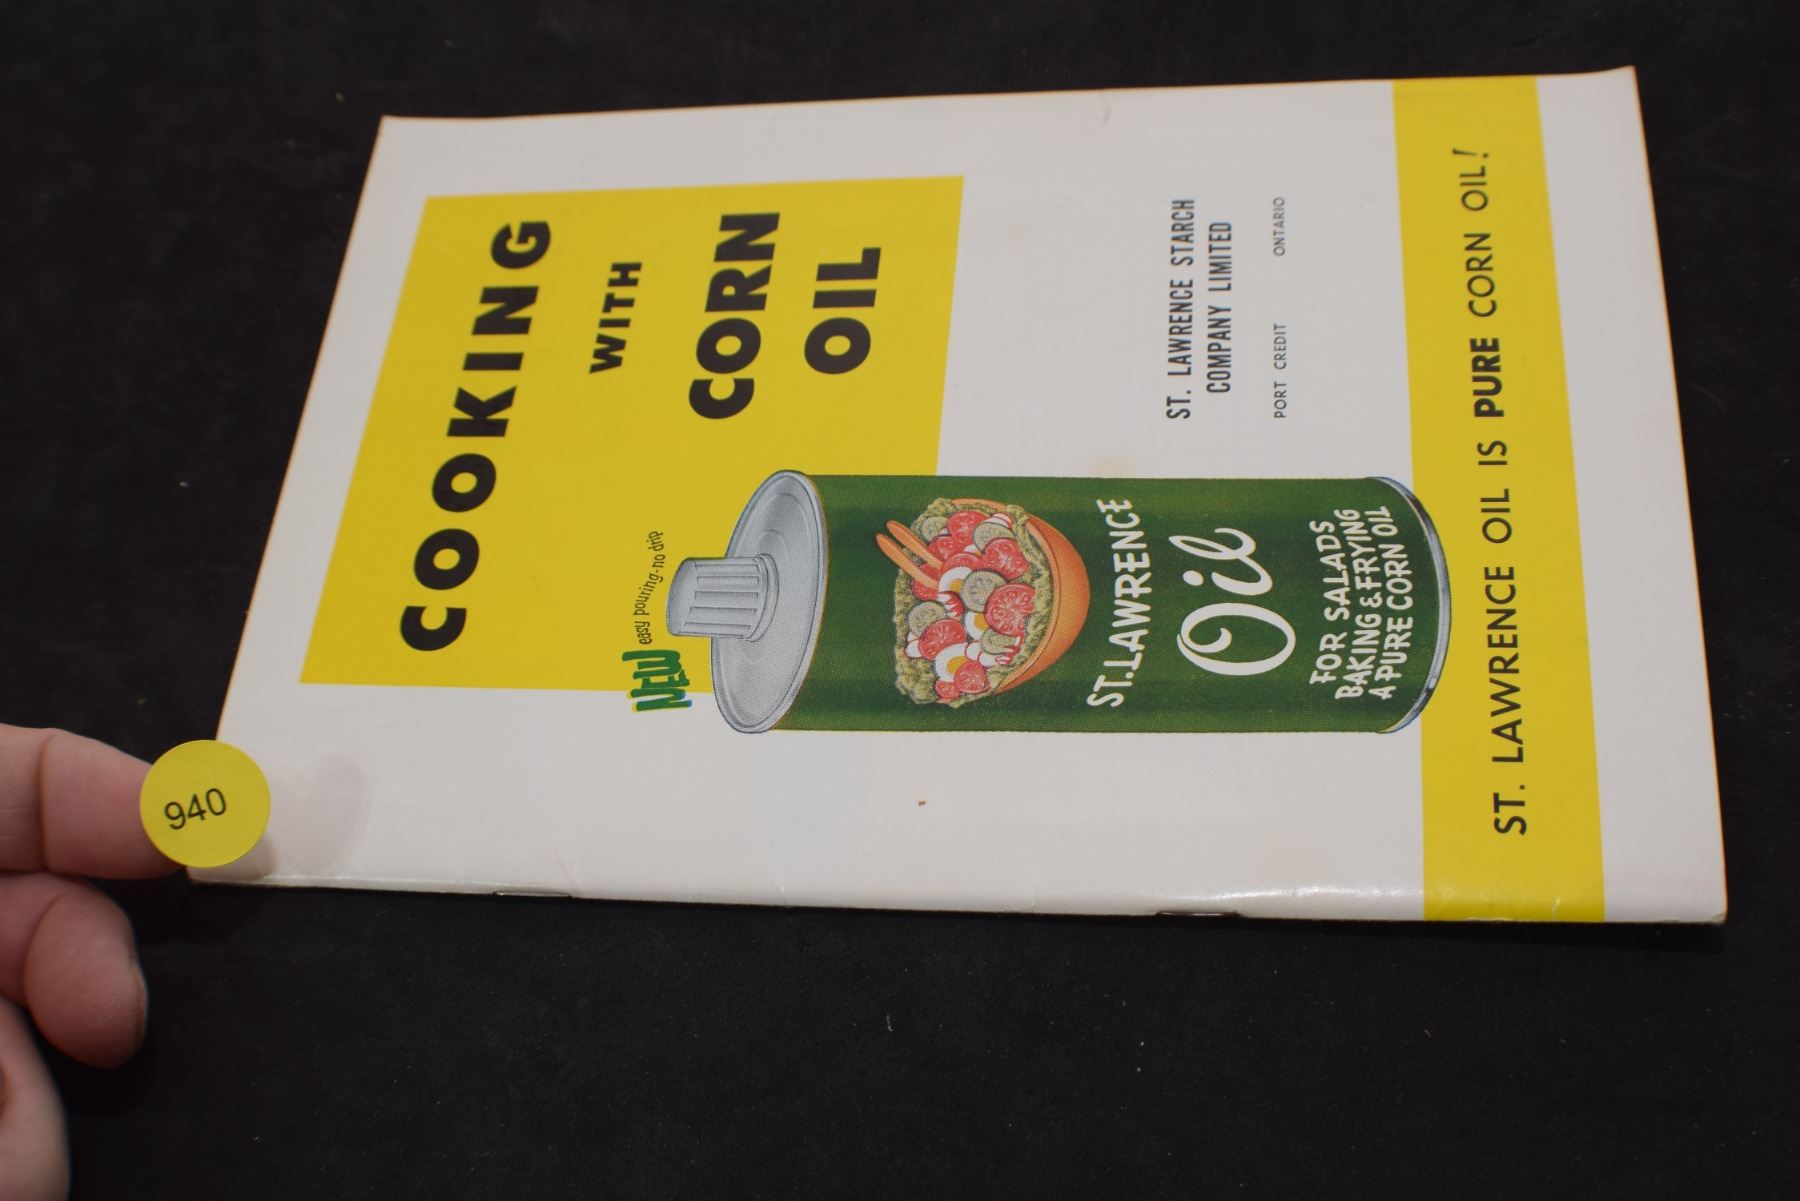 COOKING
WITH
CORN
OIL
NEW easy pouring-no drip
ST. LAWRENCE
Oil
FOR SALADS
BAKING & FRYING
A PURE CORN OIL
ST. LAWRENCE STARCH
COMPANY LIMITED
PORT CREDIT ONTARIO
ST. LAWRENCE OIL IS PURE CORN OIL!
940